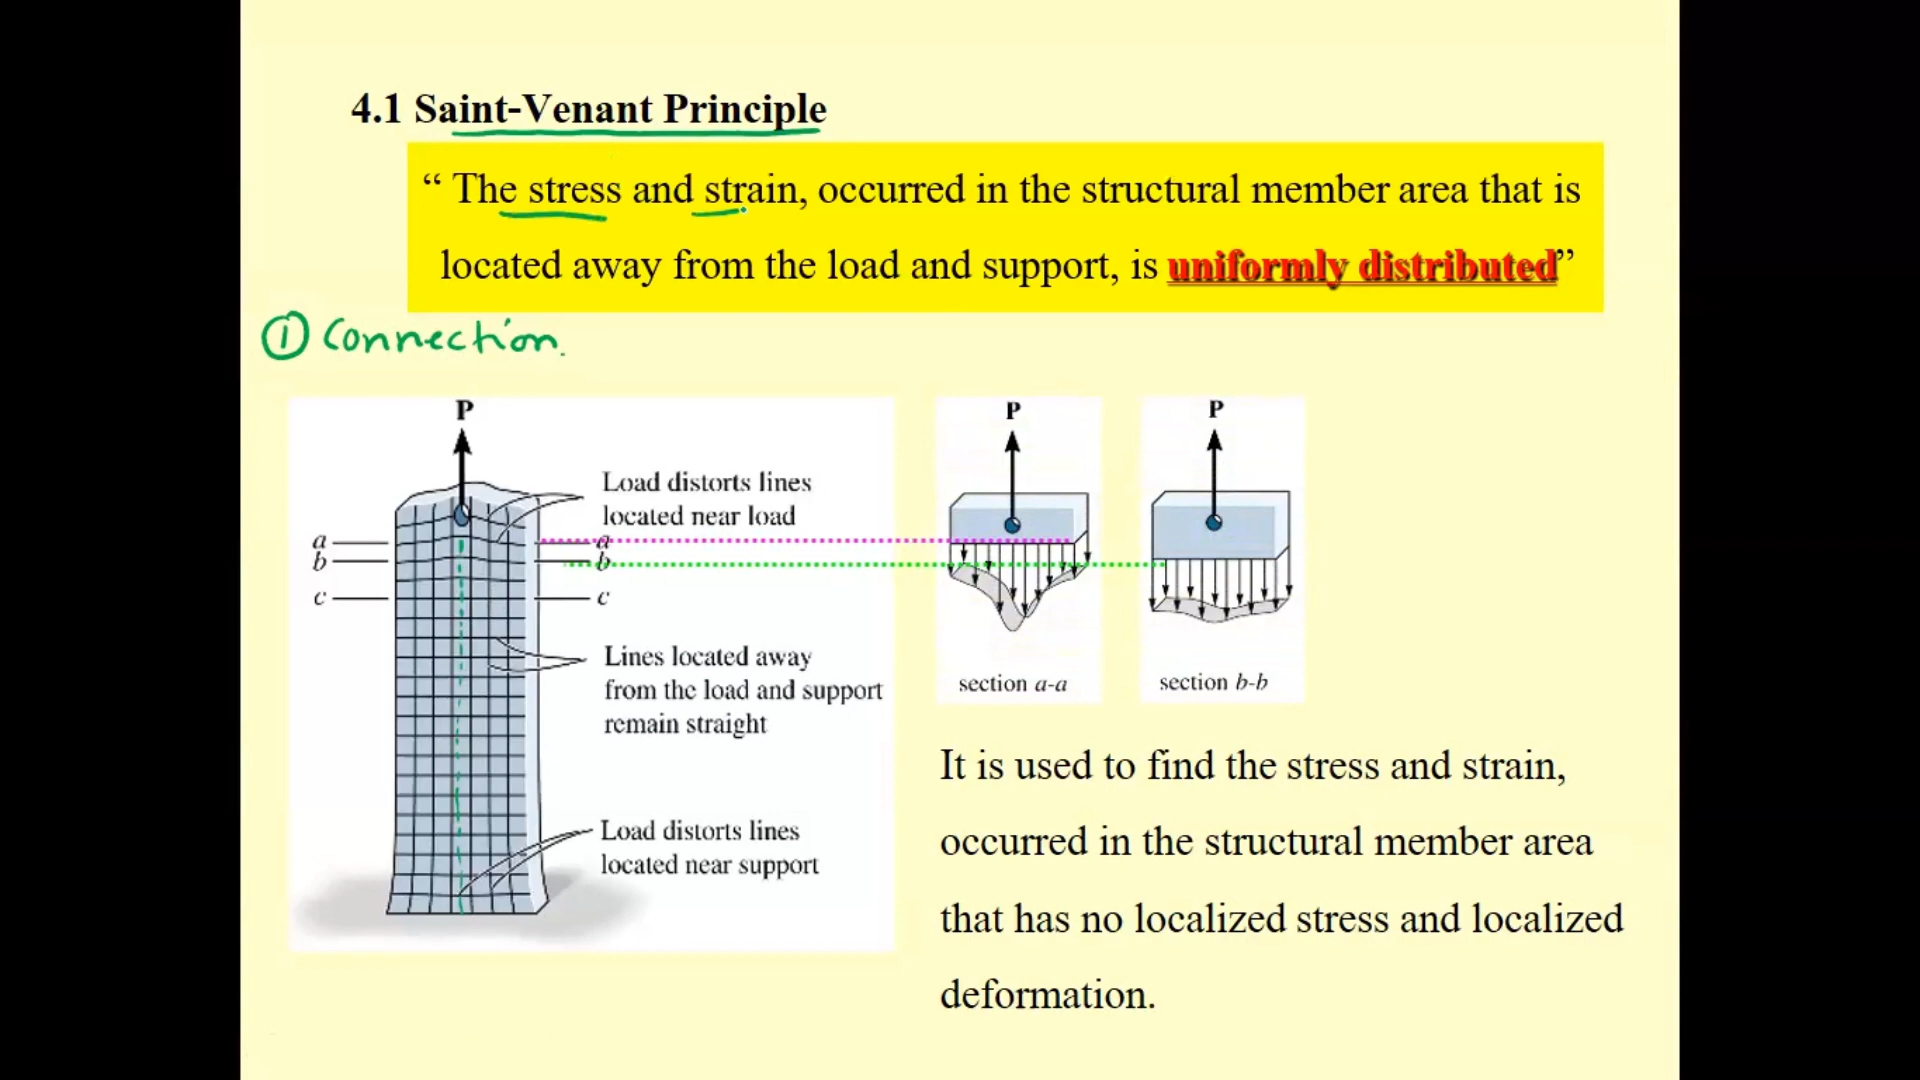 4.1 Saint-Venant Principle
“ The stress and strain, occurred in the structural member area that is
located away from the load and support, is uniformly distributed”
① Connection.
P
Load distorts lines
located near load
a
a
b
b
c
c
Lines located away
from the load and support
remain straight
Load distorts lines
located near support
P
section a-a
P
section b-b
It is used to find the stress and strain,
occurred in the structural member area
that has no localized stress and localized
deformation.